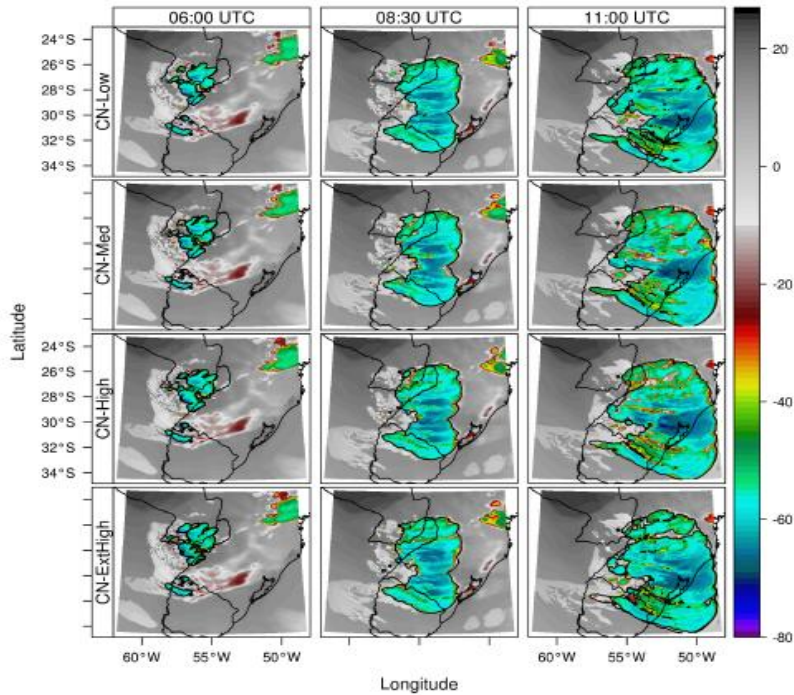 06:00 UTC 08:30 UTC 11:00 UTC
CN-Low
24°S
26°S
28°S
30°S
32°S
34°S
CN-Med
CN-High
24°S
26°S
28°S
30°S
32°S
34°S
CN-ExtHigh
Latitude
60°W 55°W 50°W 60°W 55°W 50°W
Longitude
20
0
-20
-40
-60
-80